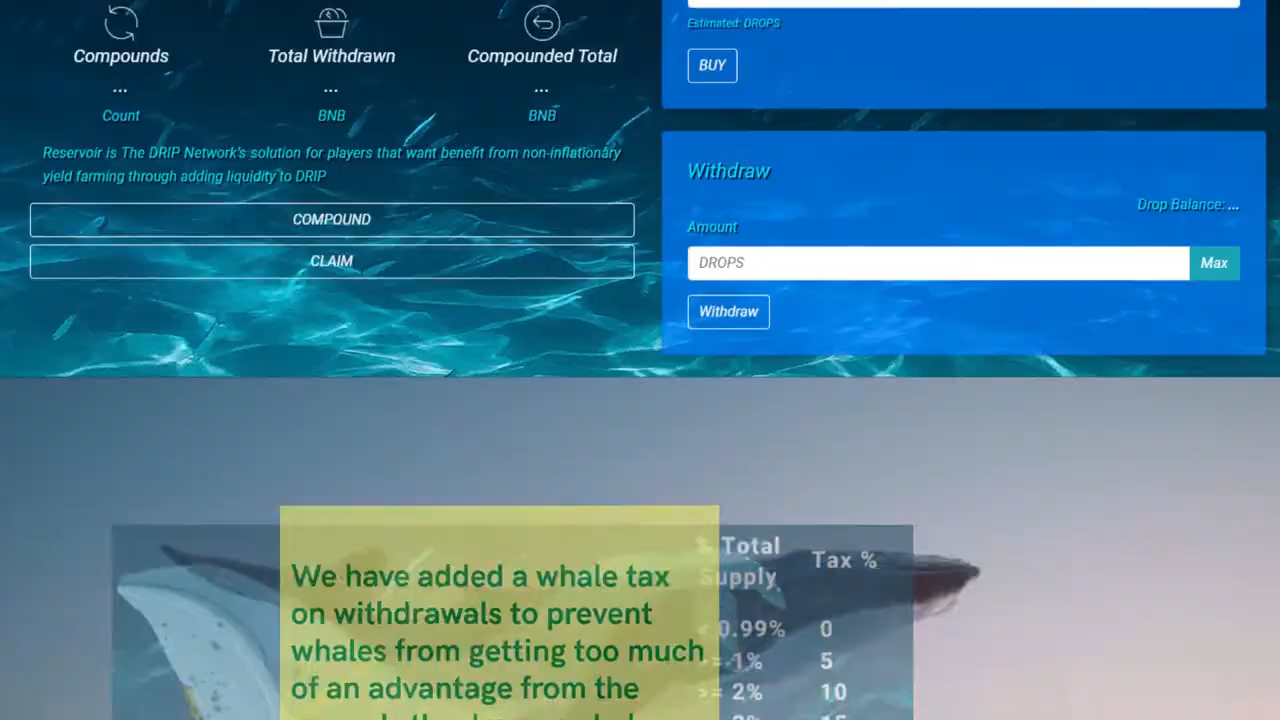 Compounds
...
Count
Total Withdrawn
...
BNB
Compounded Total
...
BNB
Reservoir is The DRIP Network's solution for players that want benefit from non-inflationary
yield farming through adding liquidity to DRIP
COMPOUND
CLAIM
Estimated: DROPS
BUY
Withdraw
Drop Balance: ...
Amount
DROPS
Max
Withdraw
We have added a whale tax
on withdrawals to prevent
whales from getting too much
of an advantage from the
% Total Supply Tax %
< 0.99% 0
>= 1% 5
>= 2% 10